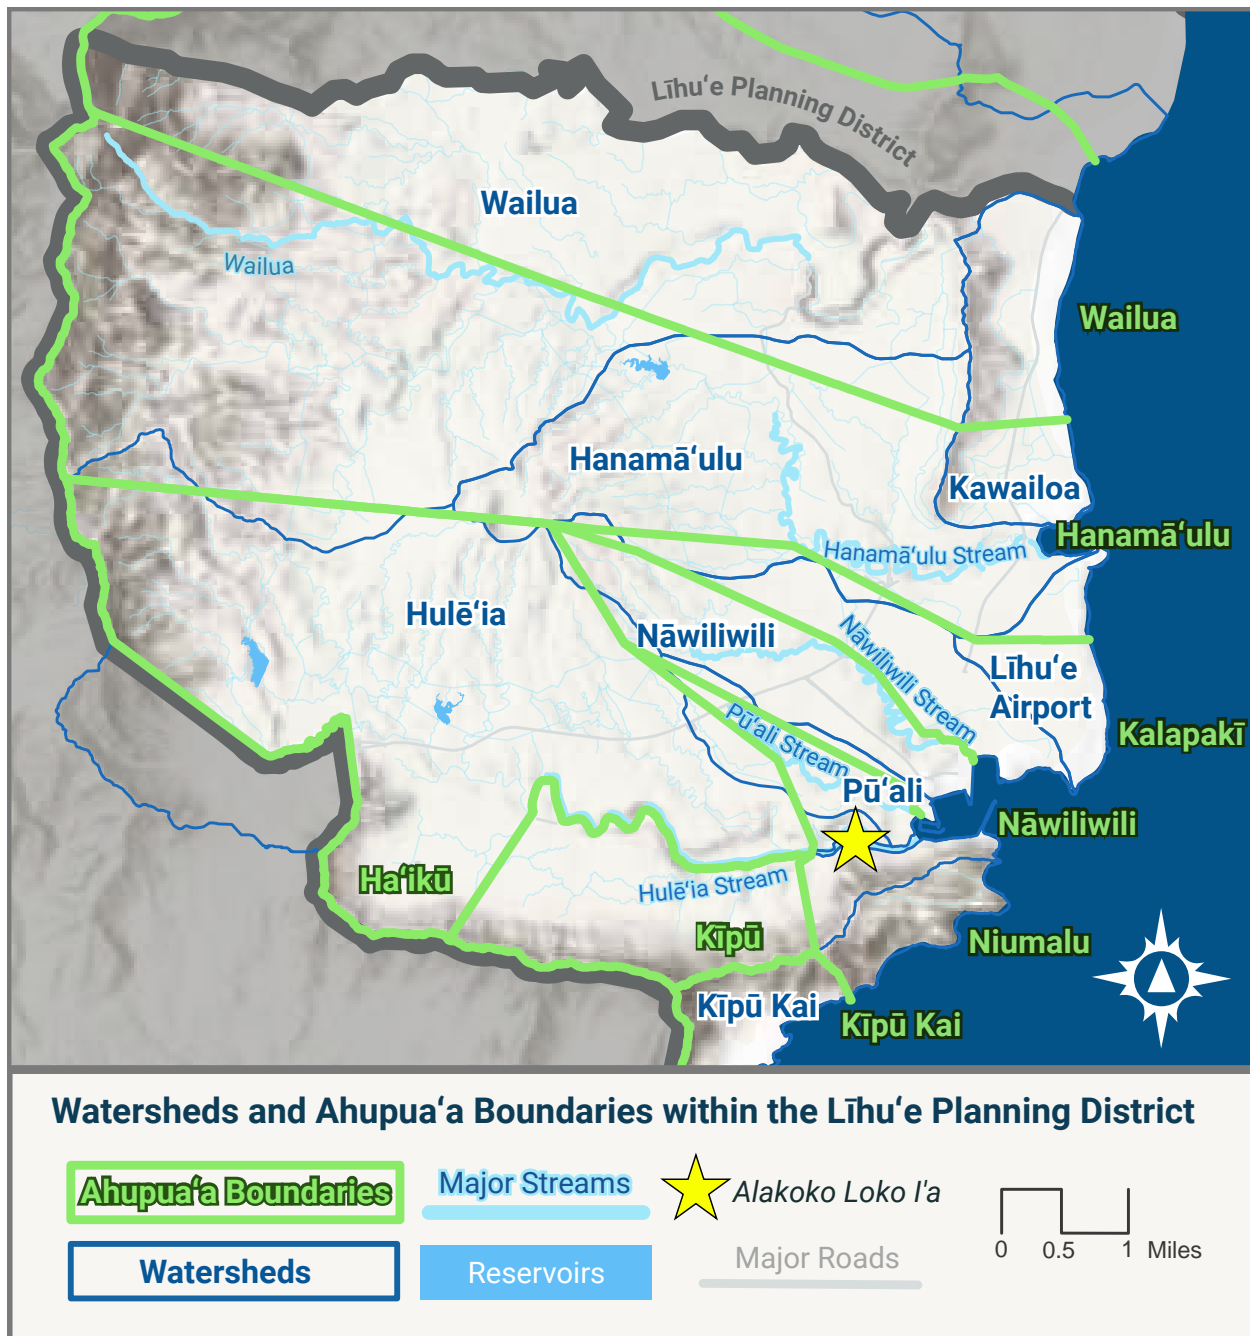 Līhuʻe Planning District
Wailua
Wailua
Wailua
Hanamāʻulu
Kawailoa
Hanamāʻulu
Hanamāʻulu Stream
Hulēʻia
Nāwiliwili
Nāwiliwili Stream
Līhuʻe
Airport
Pūʻali Stream
Kalapakī
Pūʻali
Nāwiliwili
Haʻikū
Hulēʻia Stream
Kīpū
Niumalu
Kīpū Kai
Kīpū Kai
Watersheds and Ahupuaʻa Boundaries within the Līhuʻe Planning District
Ahupuaʻa Boundaries
Major Streams
Alakoko Loko I'a
Watersheds
Reservoirs
Major Roads
0 0.5 1 Miles